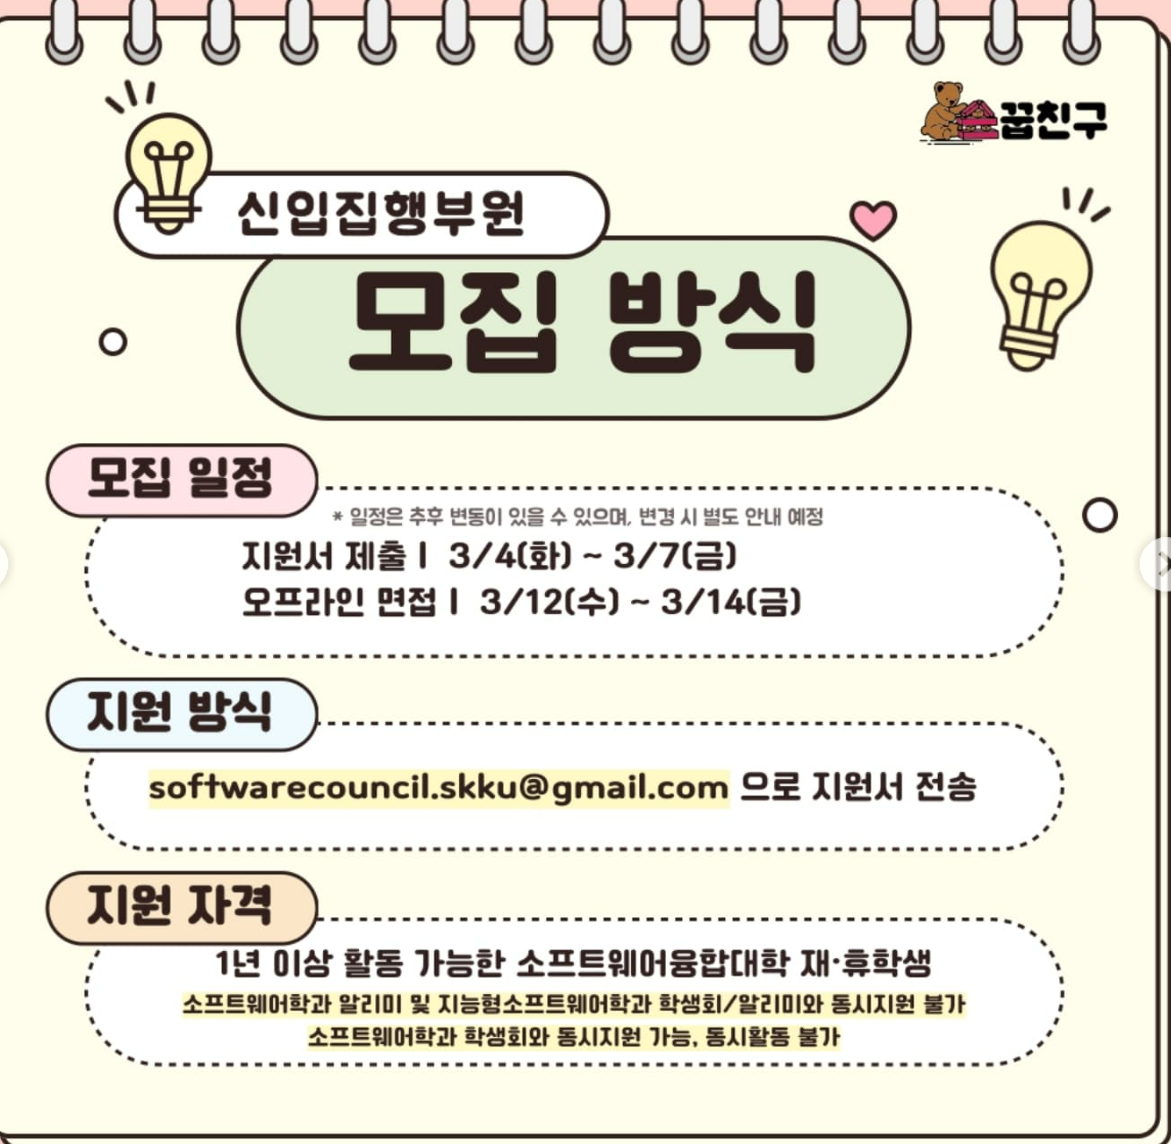 꿉친구
신입집행부원
모집 방식
모집 일정
* 일정은 추후 변동이 있을 수 있으며, 변경 시 별도 안내 예정
지원서 제출 | 3/4(화) ~ 3/7(금)
오프라인 면접 | 3/12(수) ~ 3/14(금)
지원 방식
softwarecouncil.skku@gmail.com 으로 지원서 전송
지원 자격
1년 이상 활동 가능한 소프트웨어융합대학 재·휴학생
소프트웨어학과 알리미 및 지능형소프트웨어학과 학생회/알리미와 동시지원 불가
소프트웨어학과 학생회와 동시지원 가능, 동시활동 불가